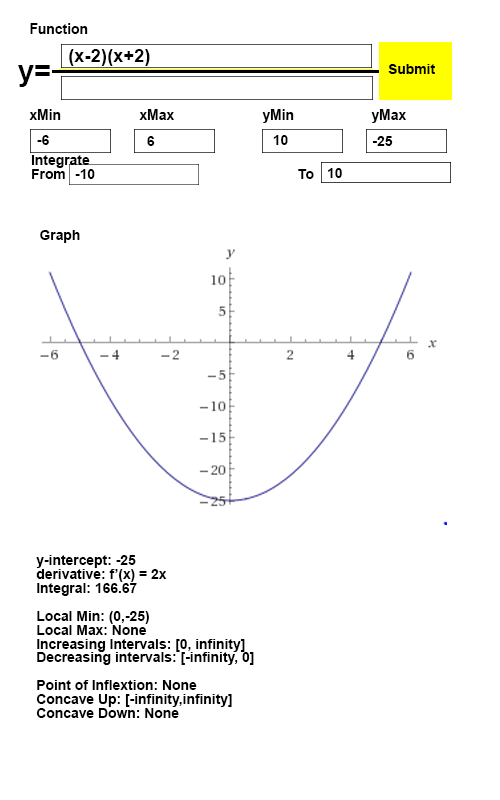 Function
(x-2)(x+2)
y=
Submit
xMin xMax yMin yMax
-6 6 10 -25
Integrate
From -10 To 10
Graph
y
10
5
x
-6 -4 -2 2 4 6
-5
-10
-15
-20
-25
y-intercept: -25
derivative: f'(x) = 2x
Integral: 166.67
Local Min: (0,-25)
Local Max: None
Increasing Intervals: [0, infinity]
Decreasing intervals: [-infinity, 0]
Point of Inflextion: None
Concave Up: [-infinity,infinity]
Concave Down: None